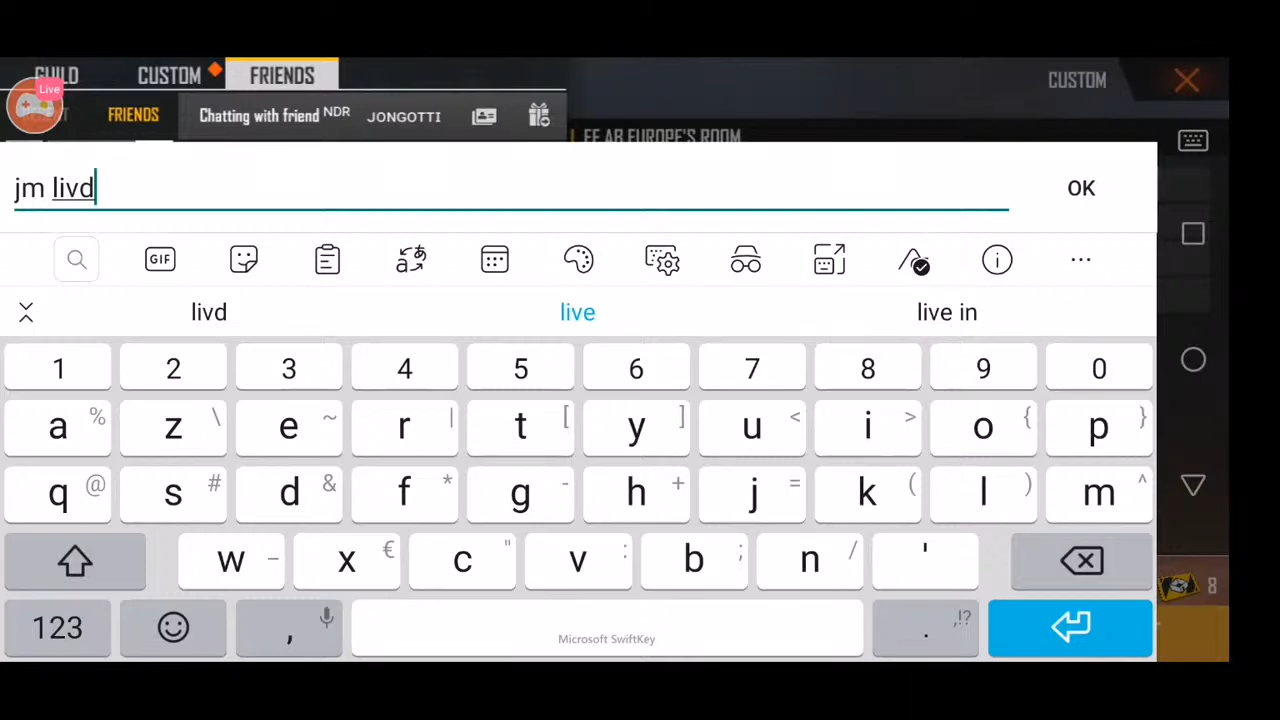 GUILD CUSTOM FRIENDS
Live
CUSTOM
FRIENDS Chatting with friend NDR JONGOTTI
EE AB EUROPE'S ROOM
jm livd OK
GIF
livd live live in
1 2 3 4 5 6 7 8 9 0
a % z \ e ~ r | t [ y ] u < i > o { p }
q @ s # d & f * g - h + j = k ( l ) m ^
w _ x € c " v : b ; n / '
123 , Microsoft SwiftKey . ,!?
8